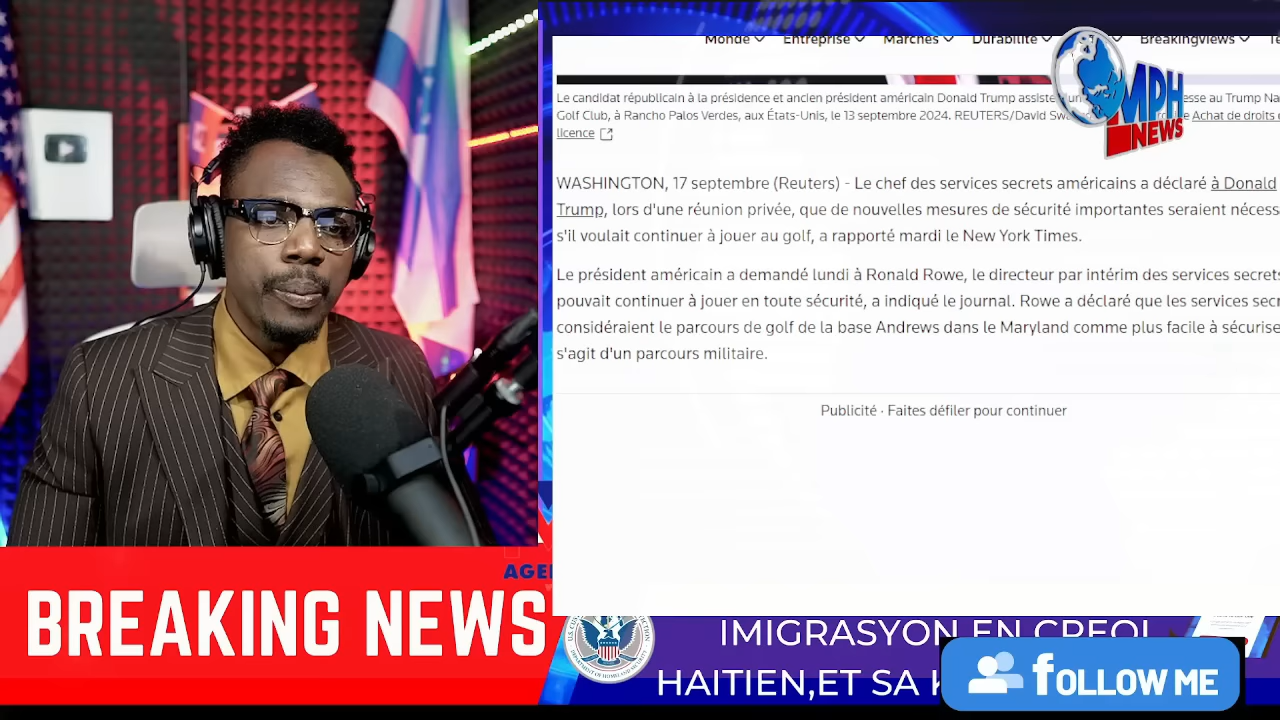 Monde Entreprise Marchés Durabilité Breakingviews
Le candidat républicain à la présidence et ancien président américain Donald Trump assiste au Trump
Golf Club, à Rancho Palos Verdes, aux États-Unis, le 13 septembre 2024. REUTERS/David Achat de droits
licence
MPH
NEWS
WASHINGTON, 17 septembre (Reuters) - Le chef des services secrets américains a déclaré à Donald
Trump, lors d'une réunion privée, que de nouvelles mesures de sécurité importantes seraient
s'il voulait continuer à jouer au golf, a rapporté mardi le New York Times.
Le président américain a demandé lundi à Ronald Rowe, le directeur par intérim des services secrets
pouvait continuer à jouer en toute sécurité, a indiqué le journal. Rowe a déclaré que les services
considéraient le parcours de golf de la base Andrews dans le Maryland comme plus facile à
s'agit d'un parcours militaire.
Publicité · Faites défiler pour continuer
BREAKING NEWS
IMIGRASYON EN CREOL
HAITIEN,ET SA
FOLLOW ME